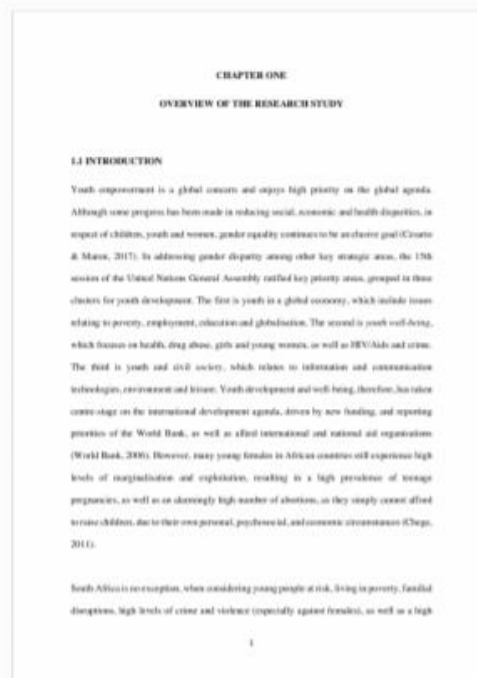 CHAPTER ONE
OVERVIEW OF THE RESEARCH STUDY
1.1 INTRODUCTION
Youth empowerment is a global concern and enjoys high priority on the global agenda.
Although some progress has been made in reducing social, economic and health disparities, in
respect of children, youth and women, gender equality continues to be an elusive goal
& 2017). In addressing gender disparity among other key strategic areas, the 15th
session of the United Nations General Assembly ratified key priority areas, grouped in three
clusters for youth development. The first is youth in a global economy, which include issues
relating to poverty, employment, education and globalisation. The second is youth well-being,
which focuses on health, drug abuse, girls and young women, as well as HIV/Aids and crime.
The third is youth and civil society, which relates to information and communication
technologies, environment and leisure. Youth development and well-being, therefore, has taken
centre-stage on the international development agenda, driven by new funding, and reporting
priorities of the World Bank, as well as allied international and national aid organisations
(World Bank, 2006). However, many young females in African countries still experience high
levels of marginalisation and exploitation, resulting in a high prevalence of teenage
pregnancies, as well as an alarmingly high number of abortions, as they simply cannot afford
to raise children, due to their own personal, psychosocial, and economic circumstances (Chege,
2011).
South Africa is no exception, when considering young people at risk, living in poverty, familial
disruptions, high levels of crime and violence (especially against females), as well as a high
1